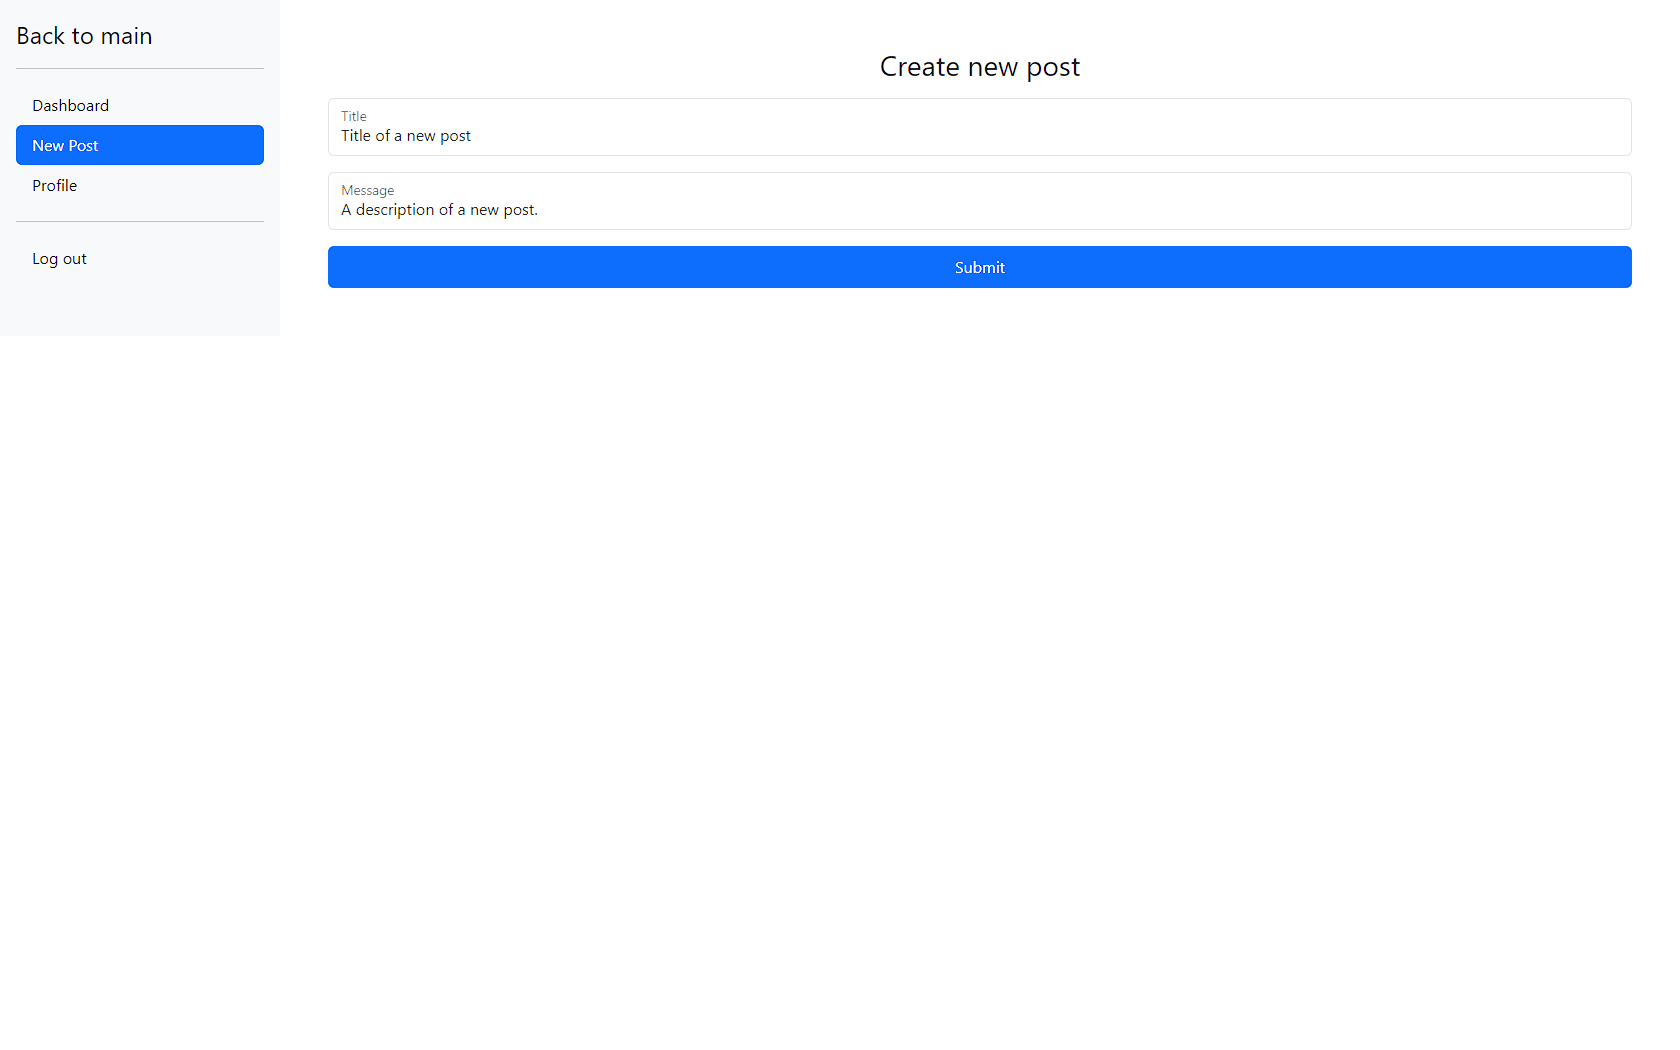 Back to main
Dashboard
New Post
Profile
Log out
Create new post
Title
Title of a new post
Message
A description of a new post.
Submit